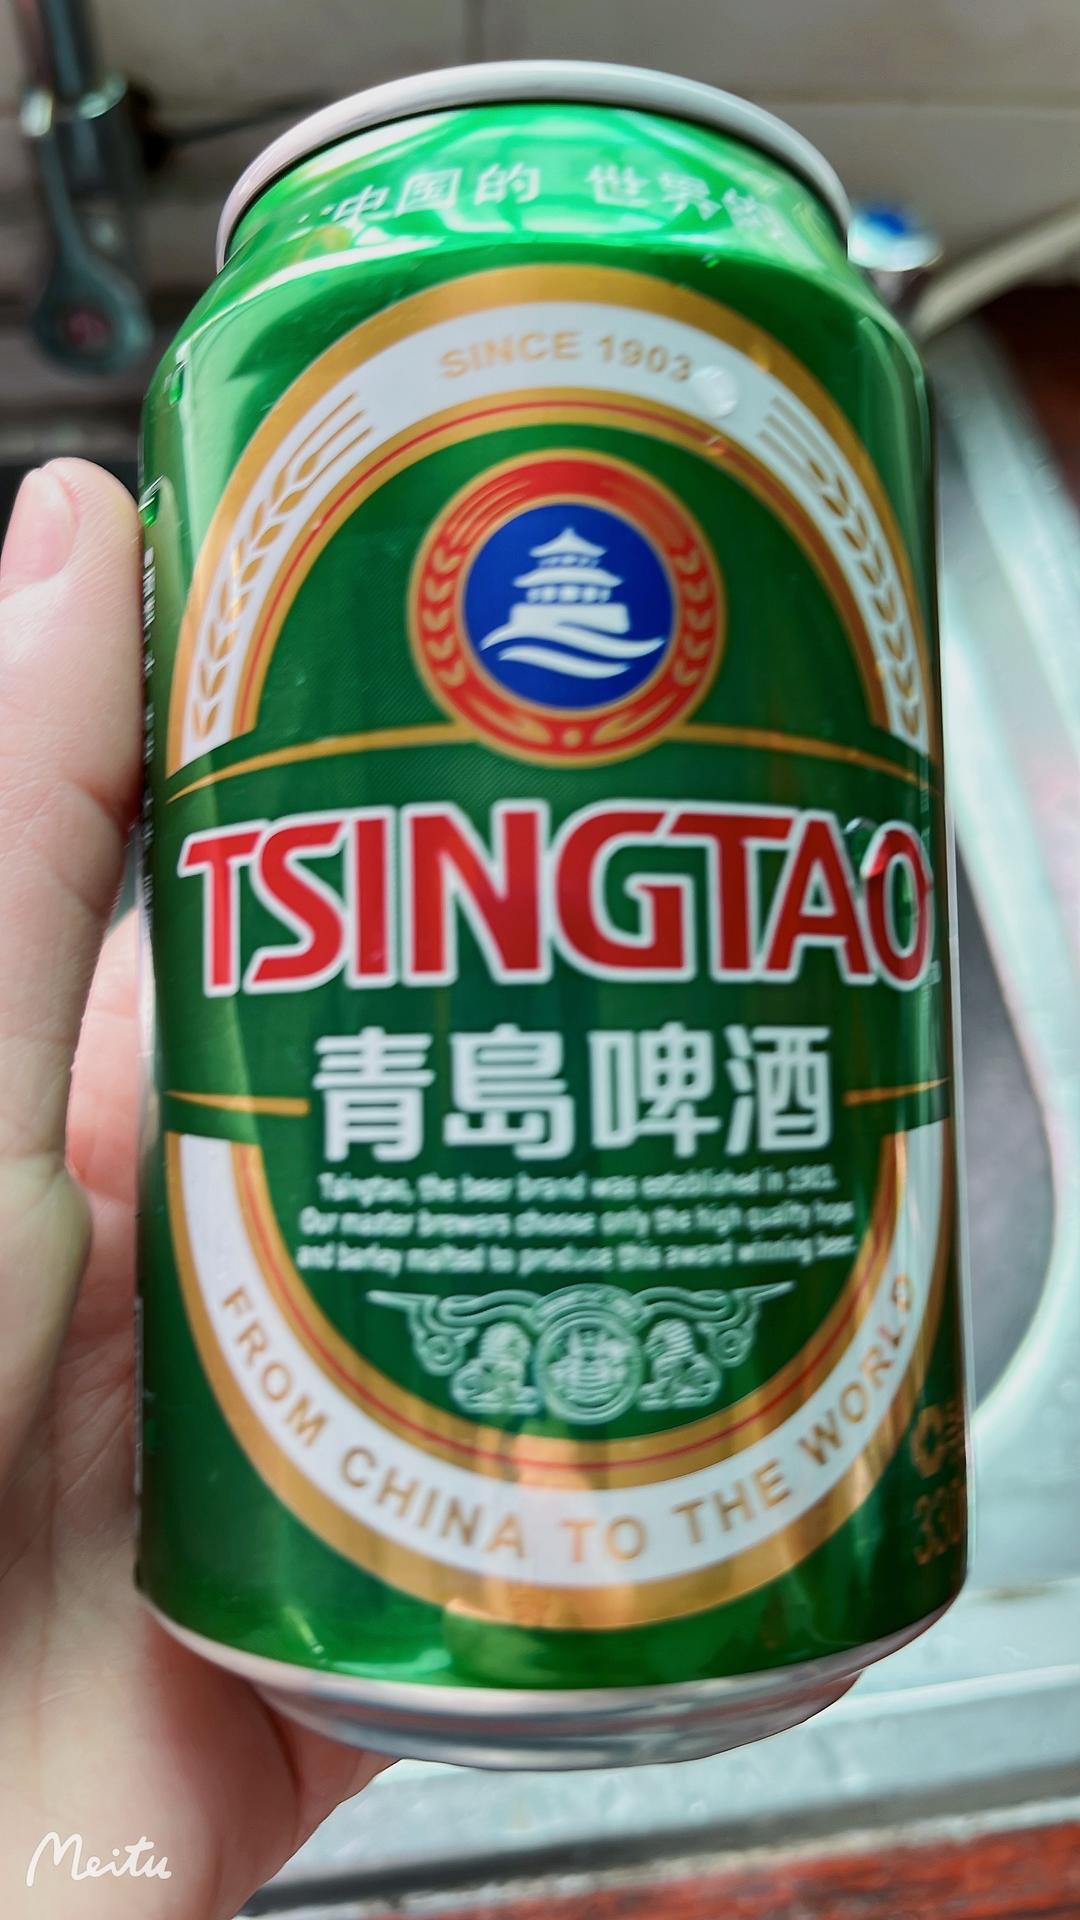 中国的 世界的
SINCE 1903
TSINGTAO
青島啤酒
Tsingtao, the beer brand was established in 1903.
Our master brewers choose only the high quality hops
and barley malted to produce this award winning beer.
FROM CHINA TO THE WORLD
330
Meitu